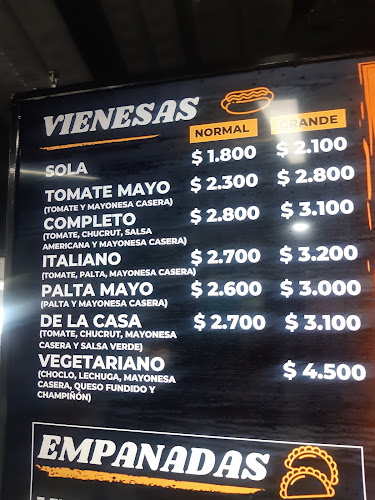 VIENESAS
NORMAL GRANDE
SOLA $ 1.800 $ 2.100
TOMATE MAYO $ 2.300 $ 2.800
(TOMATE Y MAYONESA CASERA)
COMPLETO $ 2.800 $ 3.100
(TOMATE, CHUCRUT, SALSA
AMERICANA Y MAYONESA CASERA)
ITALIANO $ 2.700 $ 3.200
(TOMATE, PALTA, MAYONESA CASERA)
PALTA MAYO $ 2.600 $ 3.000
(PALTA Y MAYONESA CASERA)
DE LA CASA $ 2.700 $ 3.100
(TOMATE, CHUCRUT, MAYONESA
CASERA Y SALSA VERDE)
VEGETARIANO $ 4.500
(CHOCLO, LECHUGA, MAYONESA
CASERA, QUESO FUNDIDO Y
CHAMPIÑÓN)
EMPANADAS